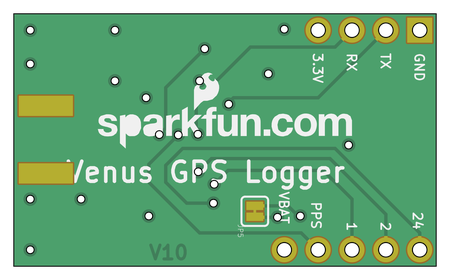 3.3V
RX
TX
GND
sparkfun.com
Venus GPS Logger
VBAT
PPS
1
2
24
V10